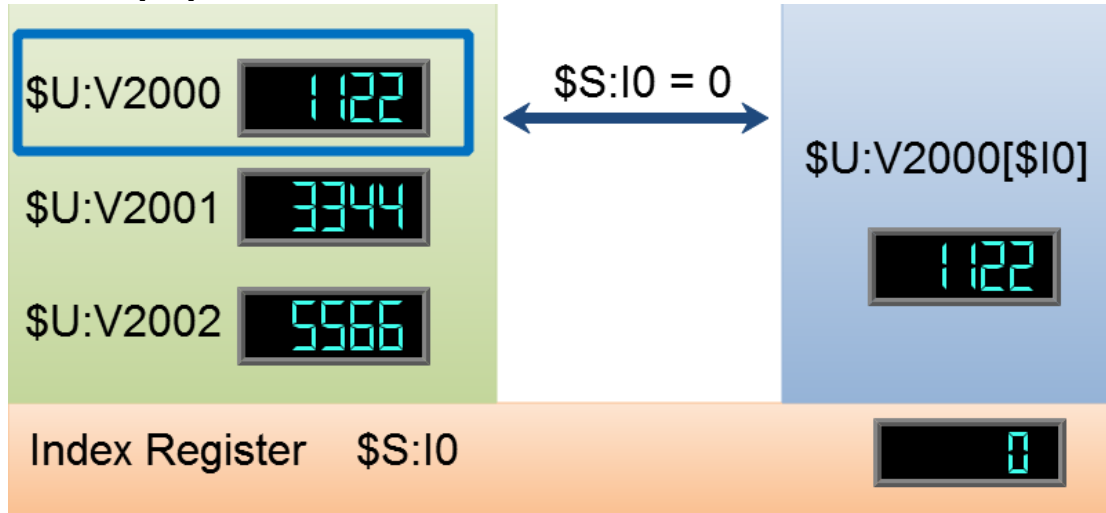 $U:V2000 1122
$S:I0 = 0
$U:V2000[$I0]
$U:V2001 3344
1122
$U:V2002 5566
Index Register $S:I0 0